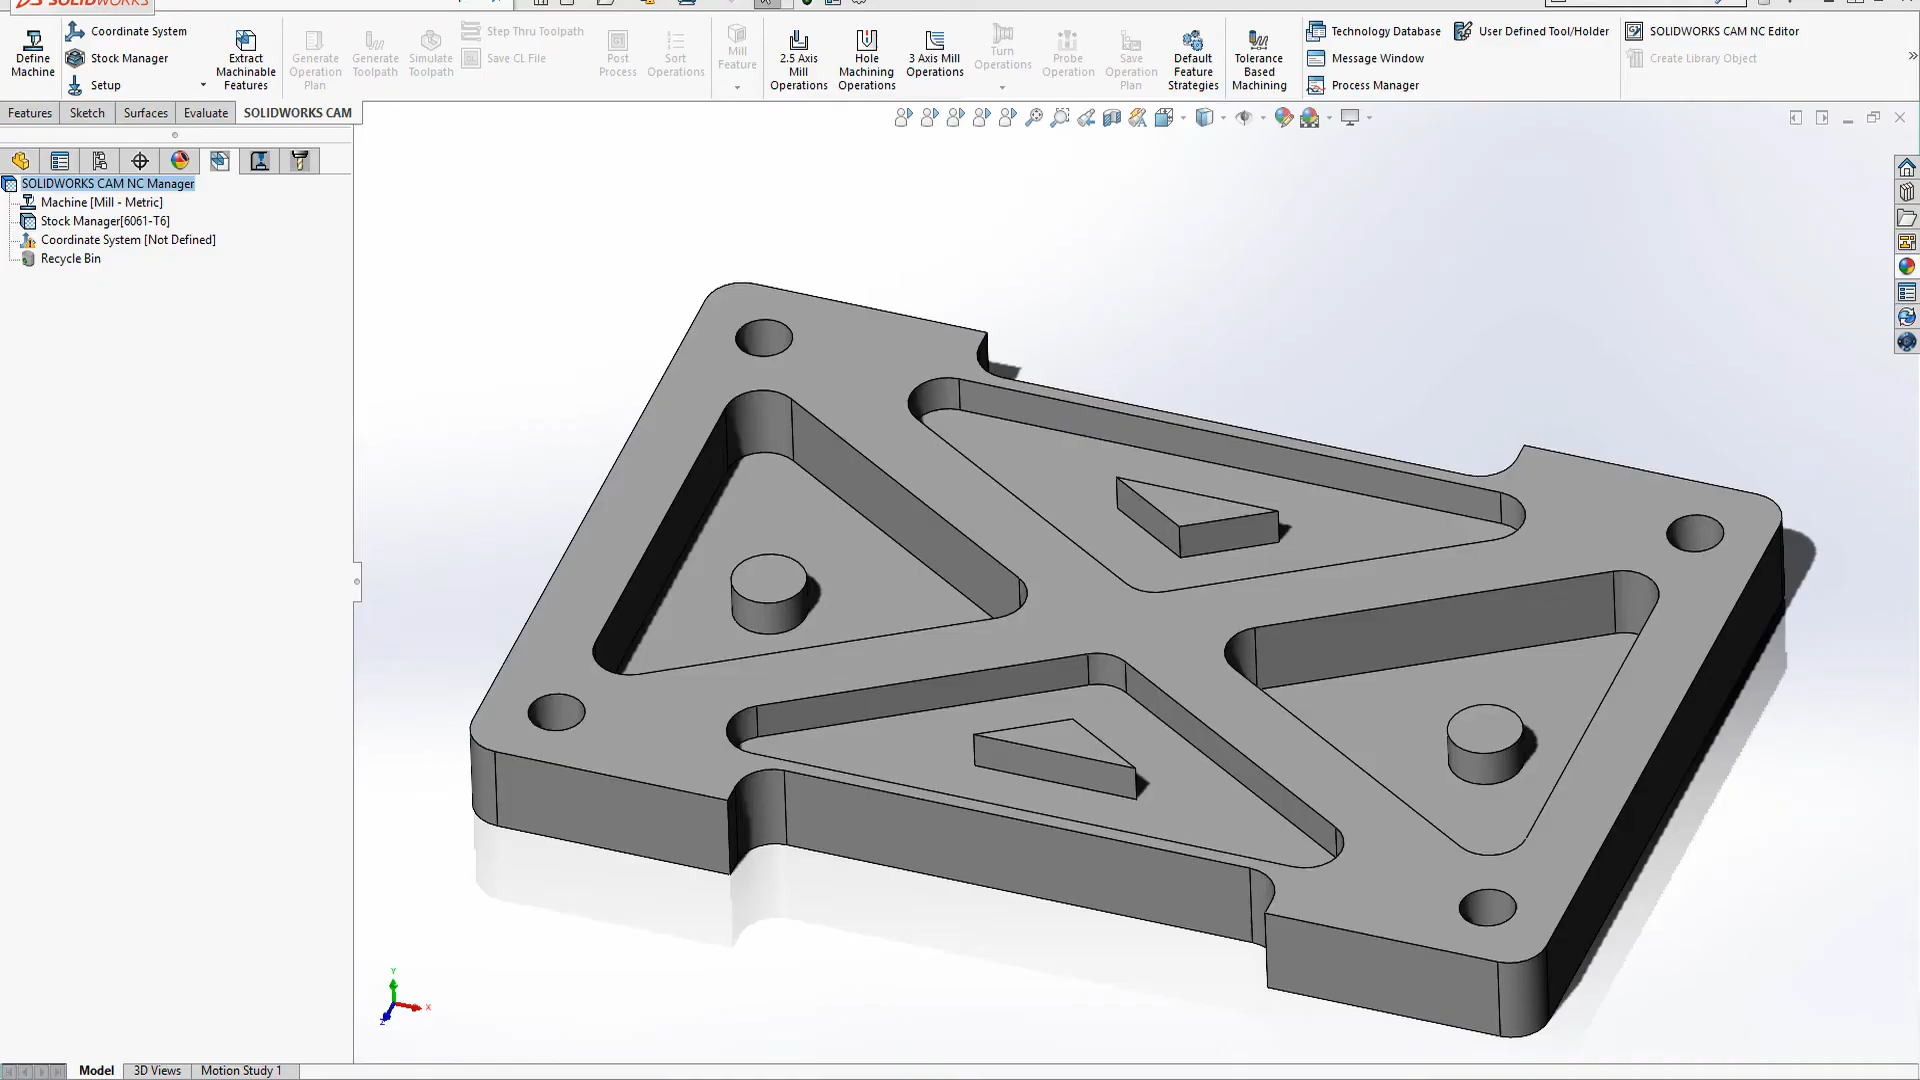 SOLIDWORKS
Define Machine
Coordinate System
Stock Manager
Setup
Extract Machinable Features
Generate Operation Plan
Generate Toolpath
Simulate Toolpath
Step Thru Toolpath
Save CL File
Post Process
Sort Operations
Mill Feature
2.5 Axis Mill Operations
Hole Machining Operations
3 Axis Mill Operations
Turn Operations
Probe Operation
Save Operation Plan
Default Feature Strategies
Tolerance Based Machining
Technology Database
User Defined Tool/Holder
Message Window
Process Manager
SOLIDWORKS CAM NC Editor
Create Library Object
Features
Sketch
Surfaces
Evaluate
SOLIDWORKS CAM
SOLIDWORKS CAM NC Manager
Machine [Mill - Metric]
Stock Manager[6061-T6]
Coordinate System [Not Defined]
Recycle Bin
Y
X
Z
Model
3D Views
Motion Study 1